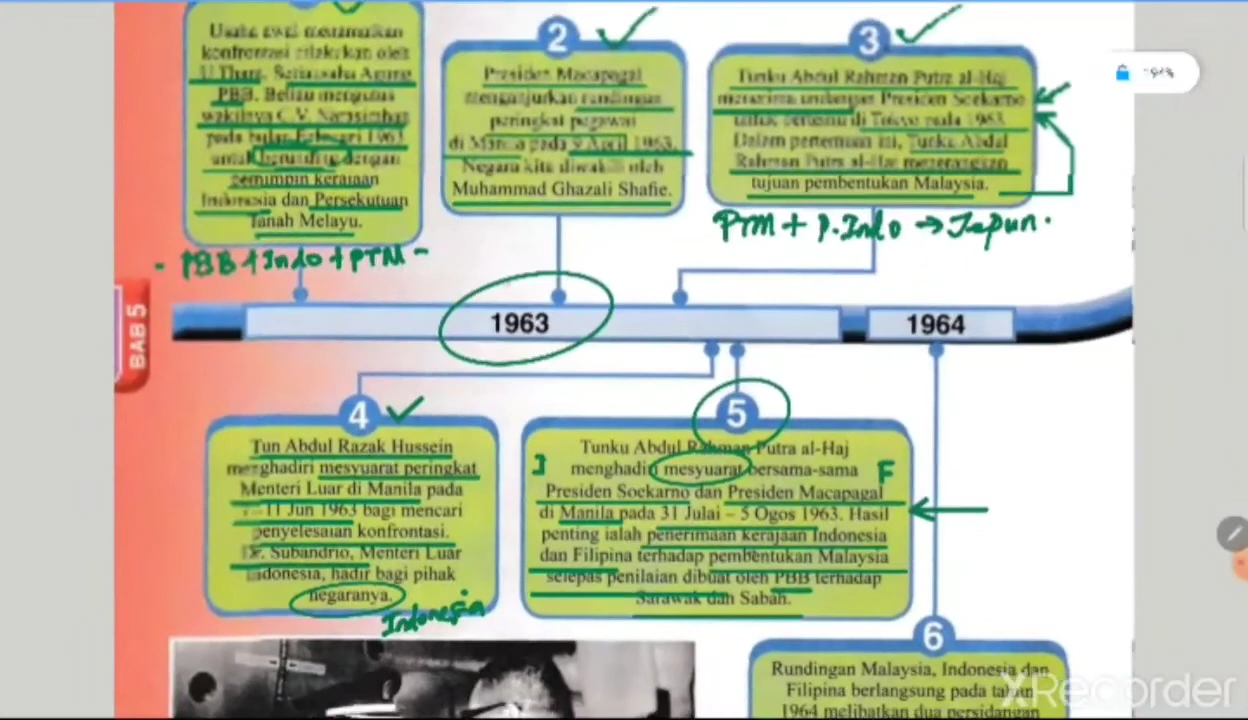 Usaha awal menamatkan
konfrontasi dilakukan oleh
U Thant, Setiausaha Agung
PBB. Beliau mengutus
wakilnya C.V. Narasimhan
pada bulan Februari 1963
untuk berunding dengan
pemimpin kerajaan
Indonesia dan Persekutuan
Tanah Melayu.
- PBB + Indo + PTM -
2
Presiden Macapagal
menganjurkan rundingan
peringkat pegawai
di Manila pada 9 April 1963.
Negara kita diwakili oleh
Muhammad Ghazali Shafie.
3
Tunku Abdul Rahman Putra al-Haj
menerima undangan Presiden Soekarno
untuk bertemu di Tokyo pada 1963.
Dalam pertemuan ini, Tunku Abdul
Rahman Putra al-Haj menerangkan
tujuan pembentukan Malaysia.
PTM + P. Indo → Jepun.
BAB 5
1963
1964
4
Tun Abdul Razak Hussein
menghadiri mesyuarat peringkat
Menteri Luar di Manila pada
11 Jun 1963 bagi mencari
penyelesaian konfrontasi.
Dr. Subandrio, Menteri Luar
Indonesia, hadir bagi pihak
negaranya.
Indonesia
5
Tunku Abdul Rahman Putra al-Haj
menghadiri mesyuarat bersama-sama
Presiden Soekarno dan Presiden Macapagal
di Manila pada 31 Julai – 5 Ogos 1963. Hasil
penting ialah penerimaan kerajaan Indonesia
dan Filipina terhadap pembentukan Malaysia
selepas penilaian dibuat oleh PBB terhadap
Sarawak dan Sabah.
I
F
6
Rundingan Malaysia, Indonesia dan
Filipina berlangsung pada tahun
1964 melibatkan dua persidangan
XRecorder